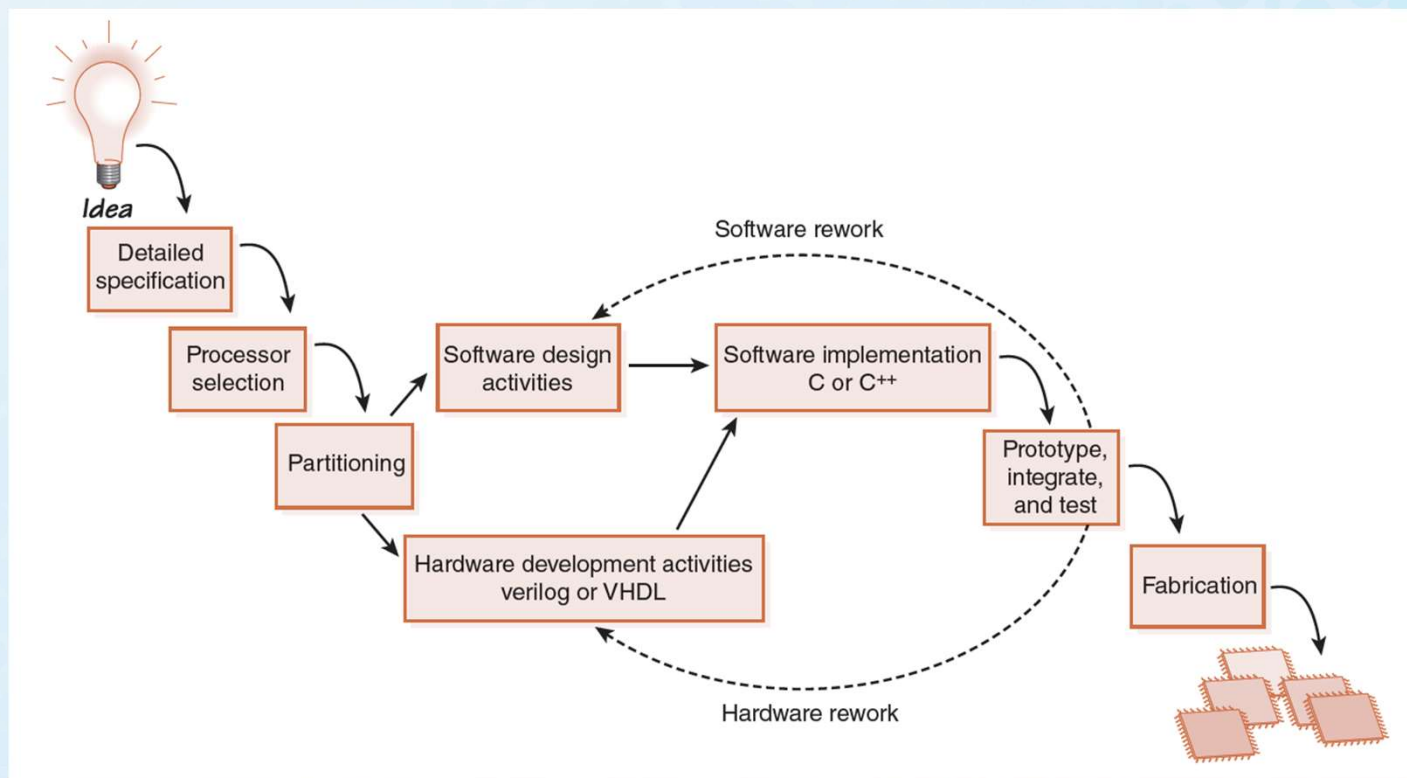 Idea
Detailed
specification
Processor
selection
Partitioning
Software design
activities
Software rework
Software implementation
C or C++
Hardware development activities
verilog or VHDL
Prototype,
integrate,
and test
Hardware rework
Fabrication